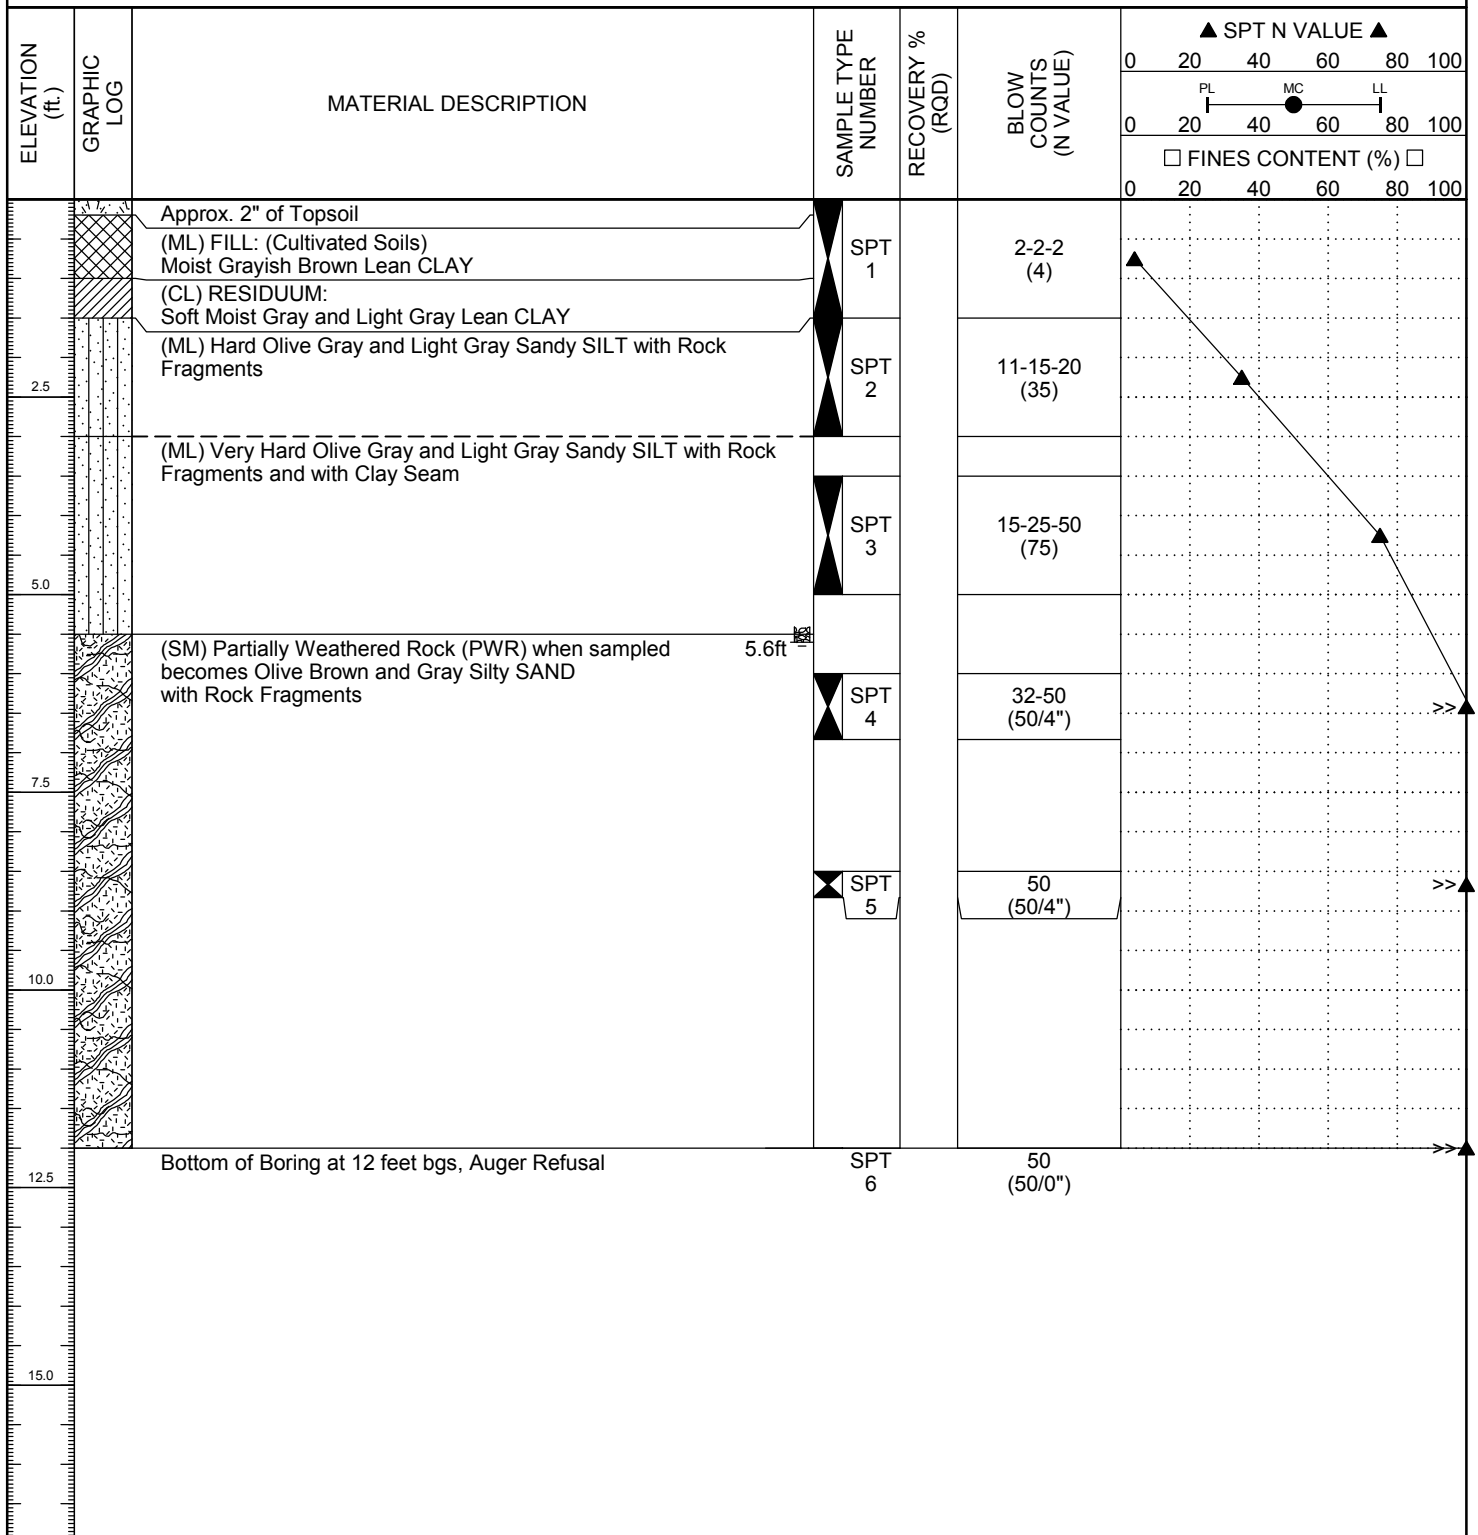 ELEVATION
(ft.)
GRAPHIC
LOG
MATERIAL DESCRIPTION
SAMPLE TYPE
NUMBER
RECOVERY %
(RQD)
BLOW
COUNTS
(N VALUE)
▲ SPT N VALUE ▲
0 20 40 60 80 100
PL MC LL
0 20 40 60 80 100
□ FINES CONTENT (%) □
0 20 40 60 80 100
Approx. 2" of Topsoil
(ML) FILL: (Cultivated Soils)
Moist Grayish Brown Lean CLAY
SPT
1
2-2-2
(4)
(CL) RESIDUUM:
Soft Moist Gray and Light Gray Lean CLAY
(ML) Hard Olive Gray and Light Gray Sandy SILT with Rock
Fragments
SPT
2
11-15-20
(35)
2.5
(ML) Very Hard Olive Gray and Light Gray Sandy SILT with Rock
Fragments and with Clay Seam
SPT
3
15-25-50
(75)
5.0
(SM) Partially Weathered Rock (PWR) when sampled
becomes Olive Brown and Gray Silty SAND
with Rock Fragments
5.6ft
SPT
4
32-50
(50/4")
>>
7.5
SPT
5
50
(50/4")
>>
10.0
Bottom of Boring at 12 feet bgs, Auger Refusal
SPT
6
50
(50/0")
>>
12.5
15.0